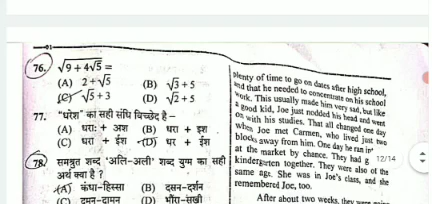 76. √9 + 4√5 =
(A) 2 + √5 (B) √3 + 5
(C) √5 + 3 (D) √2 + 5
77. "धरेश" का सही संधि विच्छेद है –
(A) धराः + अश (B) धरा + इश
(C) धरा + ईश (D) धर + ईश
78. समश्रुत शब्द 'अलि-अली' शब्द युग्म का सही
अर्थ क्या है ?
(A) कंधा-हिस्सा (B) दसन-दर्शन
(C) दमन-दामन (D) भौंरा-सखी
plenty of time to go on dates after high school,
and that he needed to concentrate on his school
work. This usually made him very sad, but like
a good kid, Joe just nodded his head and went
on with his studies. That all changed one day
when Joe met Carmen, who lived just two
blocks away from him. One day he ran
at the market by chance. They had g 12/14
kindergarten together. They were also of the
same age. She was in Joe's class, and she
remembered Joe, too.
After about two weeks, they were